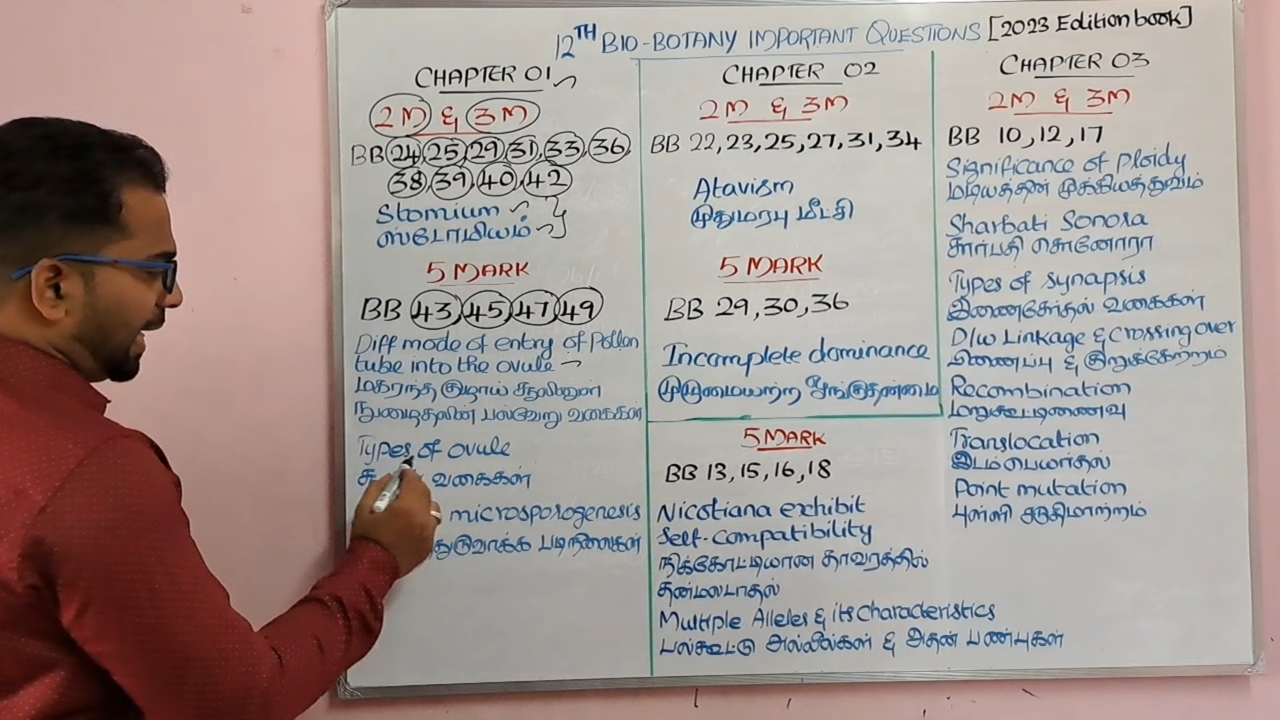 12TH BIO-BOTANY IMPORTANT QUESTIONS [2023 Edition book]
CHAPTER 01
2M & 3M
BB 24, 25, 29, 31, 33, 36,
38, 39, 40, 42
Stomium
ஸ்டோமியம்
5 MARK
BB 43, 45, 47, 49
Diff mode of entry of Pollen
tube into the ovule
மகரந்த குழாய் சூலினுள்
நுழைதலின் பல்வேறு வகைகள்
Types of ovule
வகைகள்
microsporogenesis
படிநிலைகள்
CHAPTER 02
2M & 3M
BB 22, 23, 25, 27, 31, 34
Atavism
முதுமரபு மீட்சி
5 MARK
BB 29, 30, 36
Incomplete dominance
முழுமையற்ற ஓங்குதன்மை
CHAPTER 03
2M & 3M
BB 10, 12, 17
Significance of Ploidy
மடியத்தின் முக்கியத்துவம்
Sharbati Sonora
சார்பதி சொனோரா
Types of synapsis
இணைசேர்தல் வகைகள்
D/w Linkage & Crossing over
பிணைப்பு & குறுக்கேற்றம்
Recombination
மறுகூட்டிணைவு
Translocation
இடம்பெயர்தல்
Point mutation
புள்ளி சடுதிமாற்றம்
5 MARK
BB 13, 15, 16, 18
Nicotiana exhibit
Self-Compatibility
நிக்கோட்டியானா தாவரத்தில்
தன்மலடாதல்
Multiple Alleles & its Characteristics
பல்கூட்டு அல்லீல்கள் & அதன் பண்புகள்